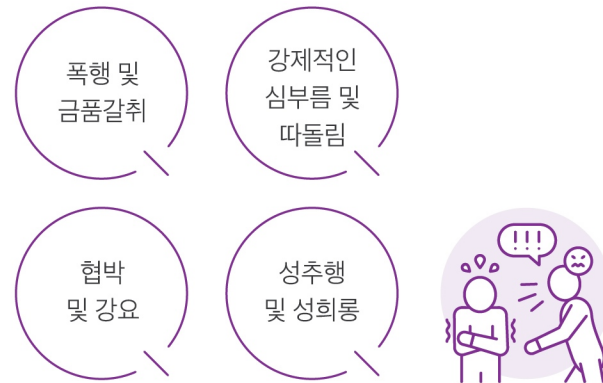 폭행 및
금품갈취
강제적인
심부름 및
따돌림
협박
및 강요
성추행
및 성희롱
!!!